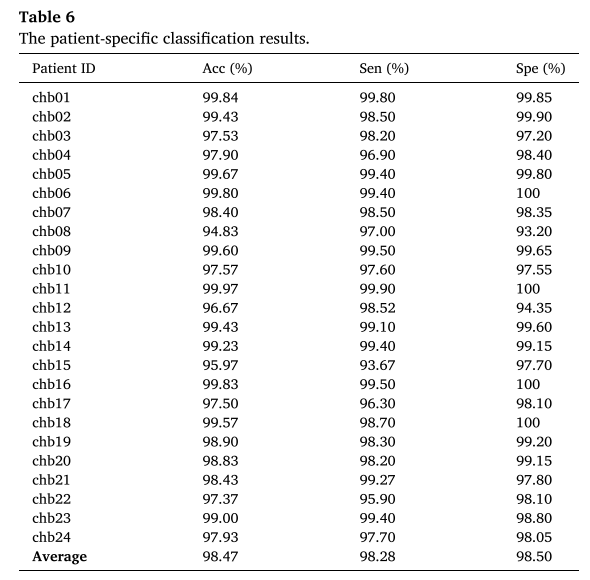 Table 6
The patient-specific classification results.
Patient ID Acc (%) Sen (%) Spe (%)
chb01 99.84 99.80 99.85
chb02 99.43 98.50 99.90
chb03 97.53 98.20 97.20
chb04 97.90 96.90 98.40
chb05 99.67 99.40 99.80
chb06 99.80 99.40 100
chb07 98.40 98.50 98.35
chb08 94.83 97.00 93.20
chb09 99.60 99.50 99.65
chb10 97.57 97.60 97.55
chb11 99.97 99.90 100
chb12 96.67 98.52 94.35
chb13 99.43 99.10 99.60
chb14 99.23 99.40 99.15
chb15 95.97 93.67 97.70
chb16 99.83 99.50 100
chb17 97.50 96.30 98.10
chb18 99.57 98.70 100
chb19 98.90 98.30 99.20
chb20 98.83 98.20 99.15
chb21 98.43 99.27 97.80
chb22 97.37 95.90 98.10
chb23 99.00 99.40 98.80
chb24 97.93 97.70 98.05
Average 98.47 98.28 98.50